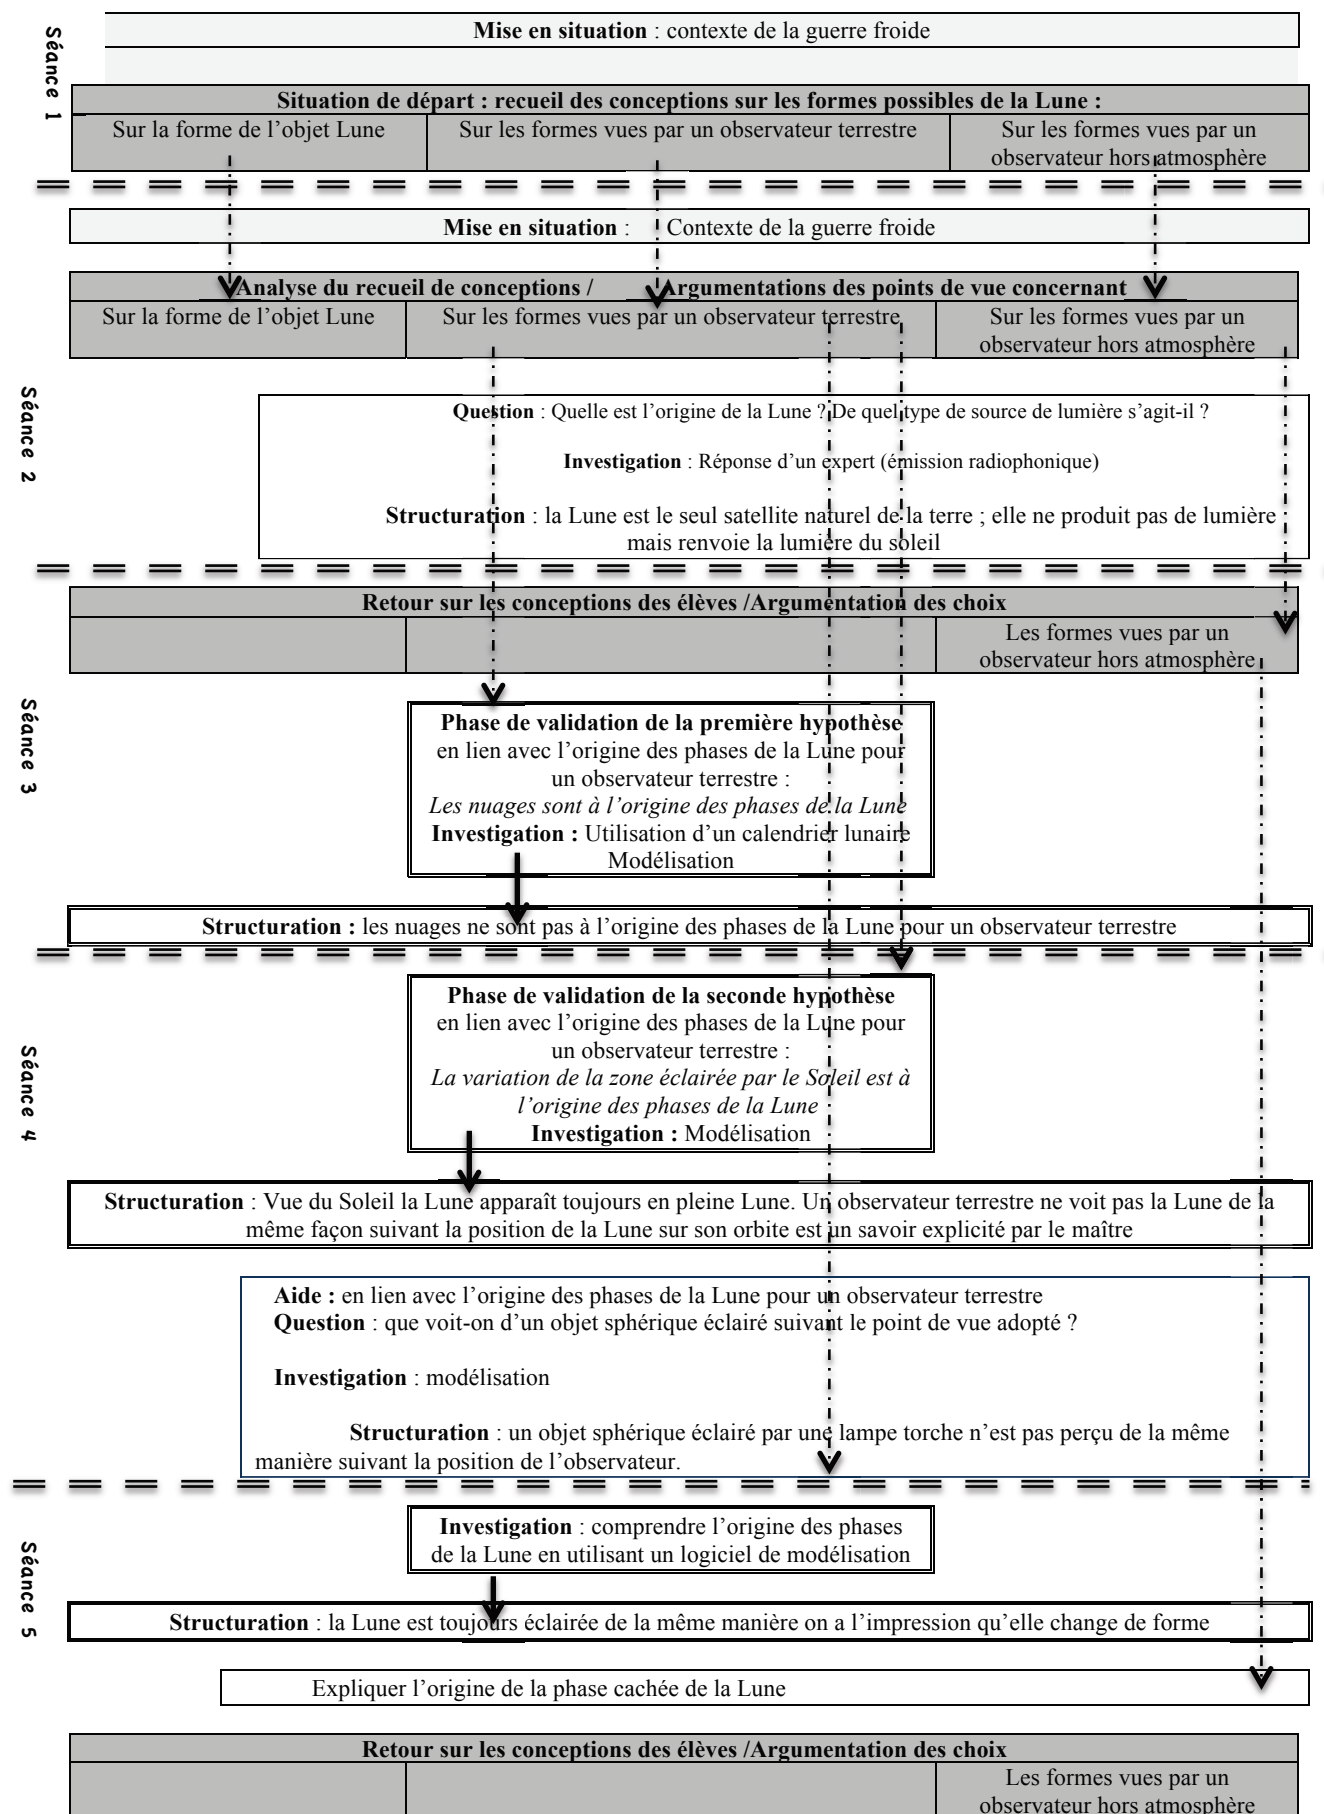 Séance 1
Mise en situation : contexte de la guerre froide
Situation de départ : recueil des conceptions sur les formes possibles de la Lune :
Sur la forme de l’objet Lune
Sur les formes vues par un observateur terrestre
Sur les formes vues par un
observateur hors atmosphère
Mise en situation : Contexte de la guerre froide
Séance 2
Analyse du recueil de conceptions / Argumentations des points de vue concernant
Sur la forme de l’objet Lune
Sur les formes vues par un observateur terrestre
Sur les formes vues par un
observateur hors atmosphère
Question : Quelle est l’origine de la Lune ? De quel type de source de lumière s’agit-il ?
Investigation : Réponse d’un expert (émission radiophonique)
Structuration : la Lune est le seul satellite naturel de la terre ; elle ne produit pas de lumière
mais renvoie la lumière du soleil
Séance 3
Retour sur les conceptions des élèves /Argumentation des choix
Les formes vues par un
observateur hors atmosphère
Phase de validation de la première hypothèse
en lien avec l’origine des phases de la Lune pour
un observateur terrestre :
Les nuages sont à l’origine des phases de la Lune
Investigation : Utilisation d’un calendrier lunaire
Modélisation
Structuration : les nuages ne sont pas à l’origine des phases de la Lune pour un observateur terrestre
Séance 4
Phase de validation de la seconde hypothèse
en lien avec l’origine des phases de la Lune pour
un observateur terrestre :
La variation de la zone éclairée par le Soleil est à
l’origine des phases de la Lune
Investigation : Modélisation
Structuration : Vue du Soleil la Lune apparaît toujours en pleine Lune. Un observateur terrestre ne voit pas la Lune de la
même façon suivant la position de la Lune sur son orbite est un savoir explicité par le maître
Aide : en lien avec l’origine des phases de la Lune pour un observateur terrestre
Question : que voit-on d’un objet sphérique éclairé suivant le point de vue adopté ?
Investigation : modélisation
Structuration : un objet sphérique éclairé par une lampe torche n’est pas perçu de la même
manière suivant la position de l’observateur.
Séance 5
Investigation : comprendre l’origine des phases
de la Lune en utilisant un logiciel de modélisation
Structuration : la Lune est toujours éclairée de la même manière on a l’impression qu’elle change de forme
Expliquer l’origine de la phase cachée de la Lune
Retour sur les conceptions des élèves /Argumentation des choix
Les formes vues par un
observateur hors atmosphère